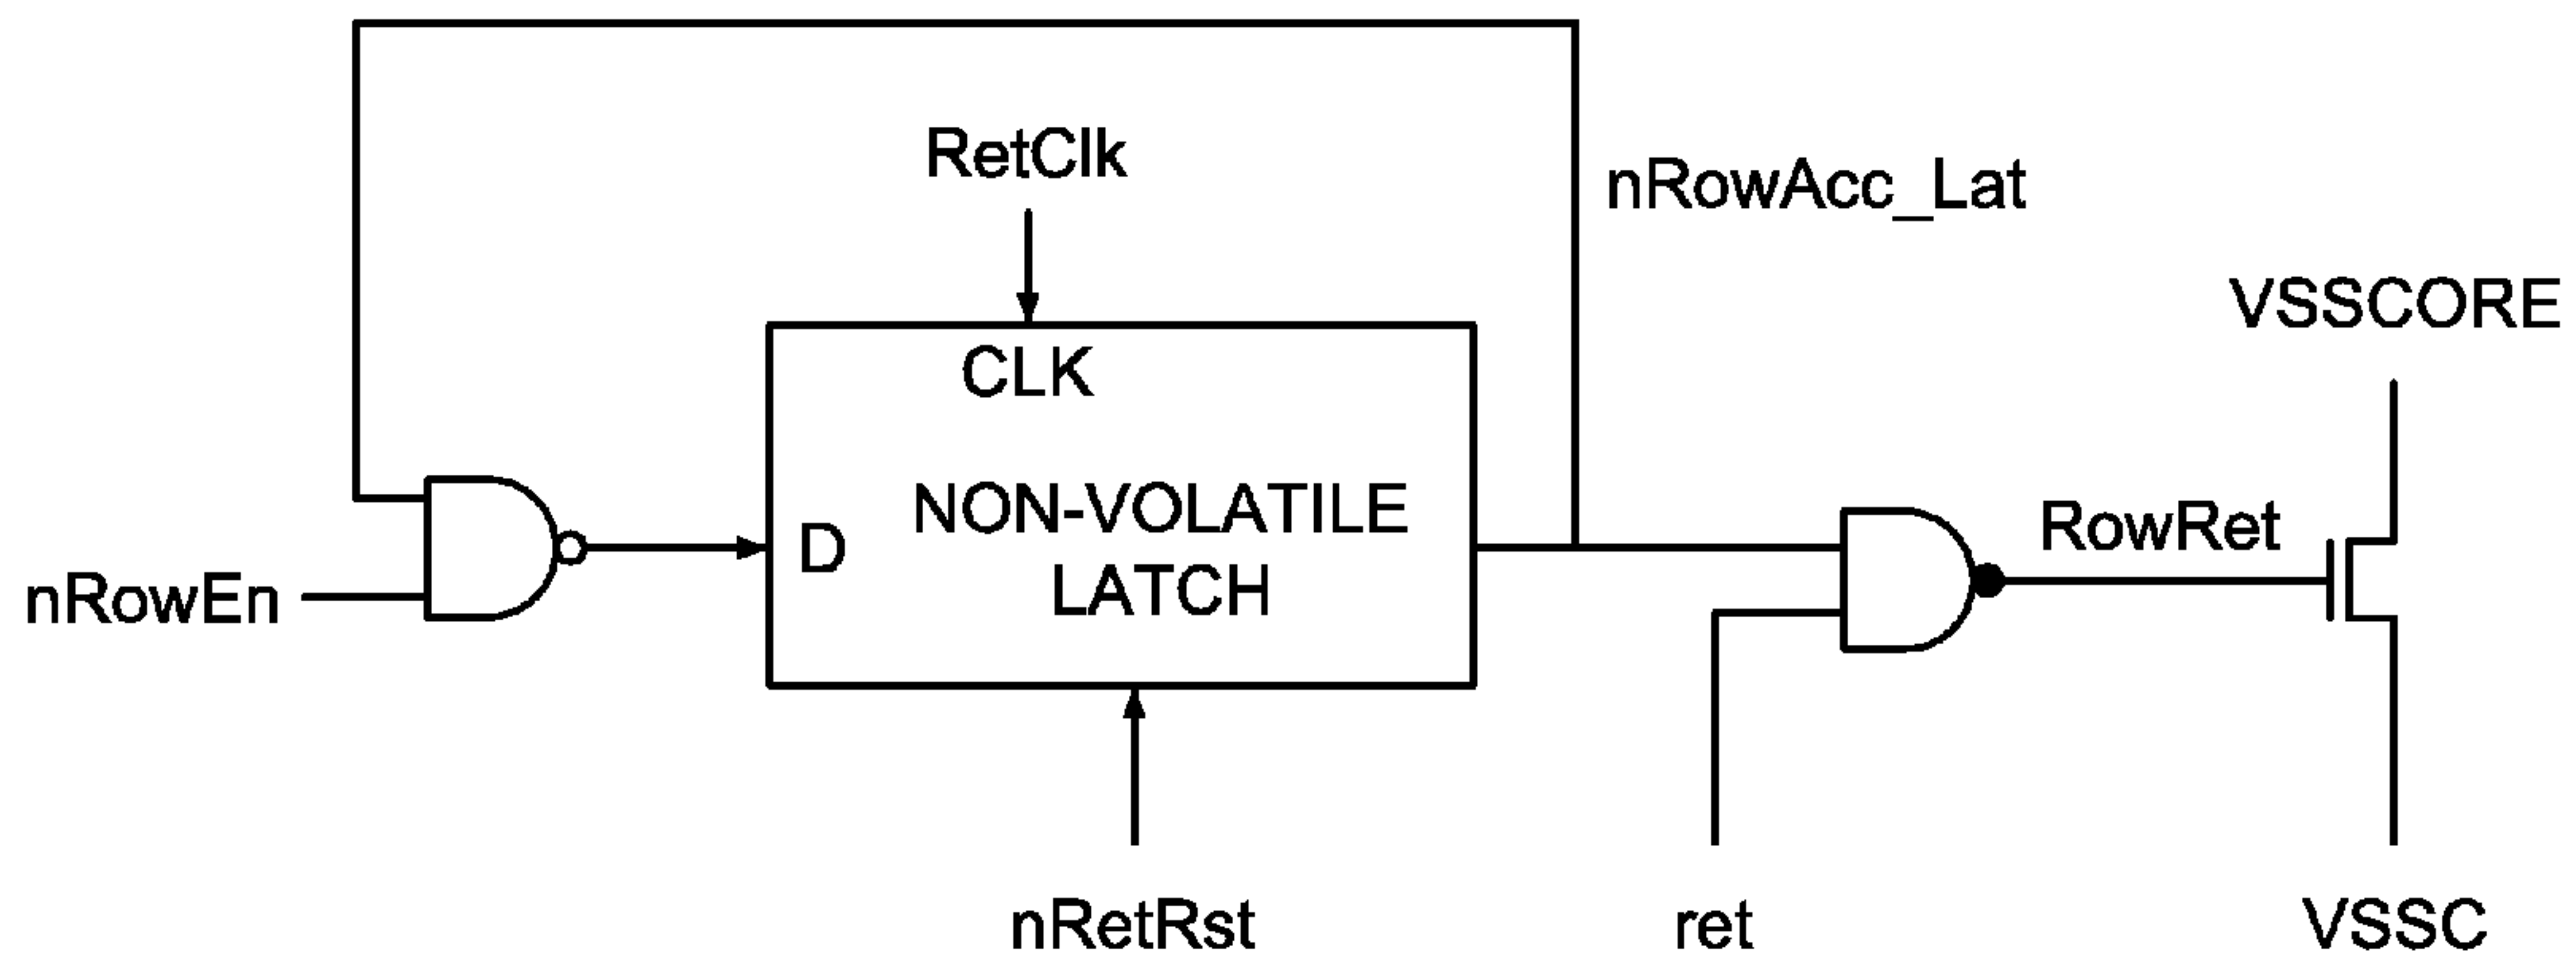 RetClk
nRowAcc_Lat
VSSCORE
CLK
NON-VOLATILE
LATCH
D
RowRet
nRowEn
nRetRst
ret
VSSC